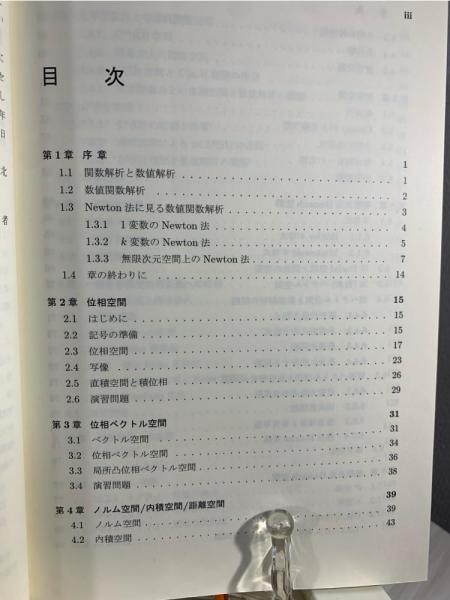 iii
目 次
第1章 序 章 1
1.1 関数解析と数値解析 1
1.2 数値関数解析 2
1.3 Newton 法に見る数値関数解析 3
1.3.1 1 変数の Newton 法 4
1.3.2 k 変数の Newton 法 5
1.3.3 無限次元空間上の Newton 法 7
1.4 章の終わりに 14
第2章 位相空間 15
2.1 はじめに 15
2.2 記号の準備 15
2.3 位相空間 17
2.4 写像 23
2.5 直積空間と積位相 26
2.6 演習問題 29
第3章 位相ベクトル空間 31
3.1 ベクトル空間 31
3.2 位相ベクトル空間 34
3.3 局所凸位相ベクトル空間 36
3.4 演習問題 38
第4章 ノルム空間/内積空間/距離空間 39
4.1 ノルム空間 39
4.2 内積空間 43